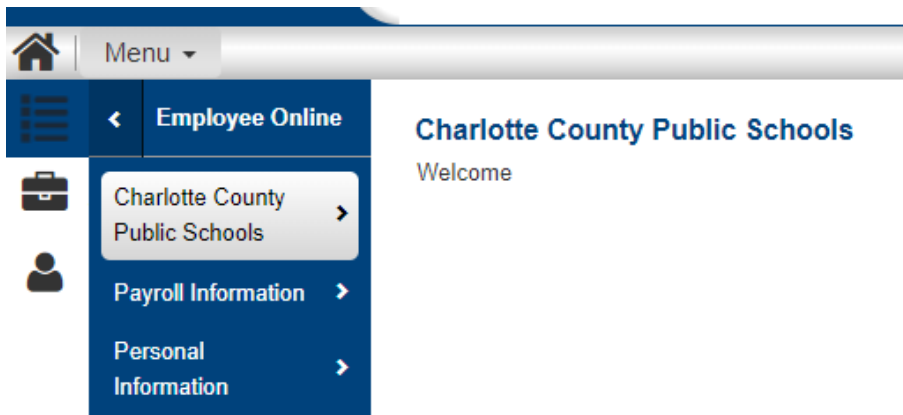 Menu
Employee Online
Charlotte County
Public Schools
Payroll Information
Personal
Information
Charlotte County Public Schools
Welcome